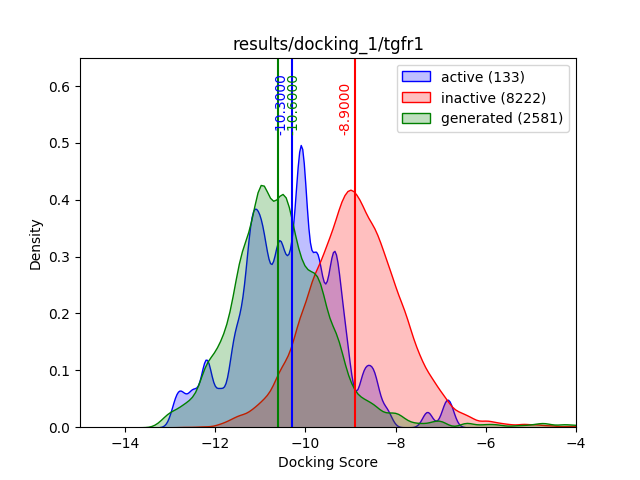 results/docking_1/tgfr1
active (133)
inactive (8222)
generated (2581)
-10.3000
-10.6000
-8.9000
0.6
0.5
0.4
0.3
0.2
0.1
0.0
Density
−14
−12
−10
−8
−6
−4
Docking Score